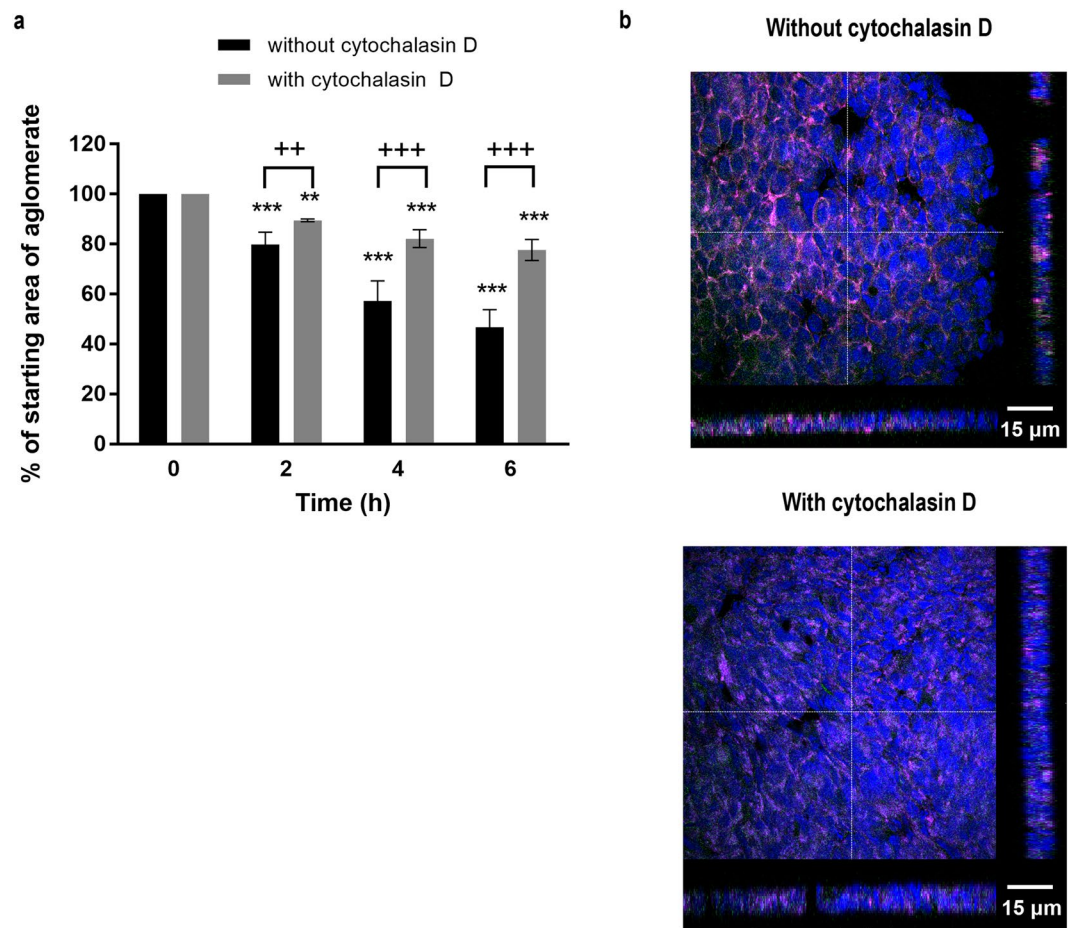 a
without cytochalasin D
with cytochalasin D
% of starting area of aglomerate
120
100
80
60
40
20
0
++
+++
+++
***
**
***
***
***
***
0
2
4
6
Time (h)
b
Without cytochalasin D
15 µm
With cytochalasin D
15 µm